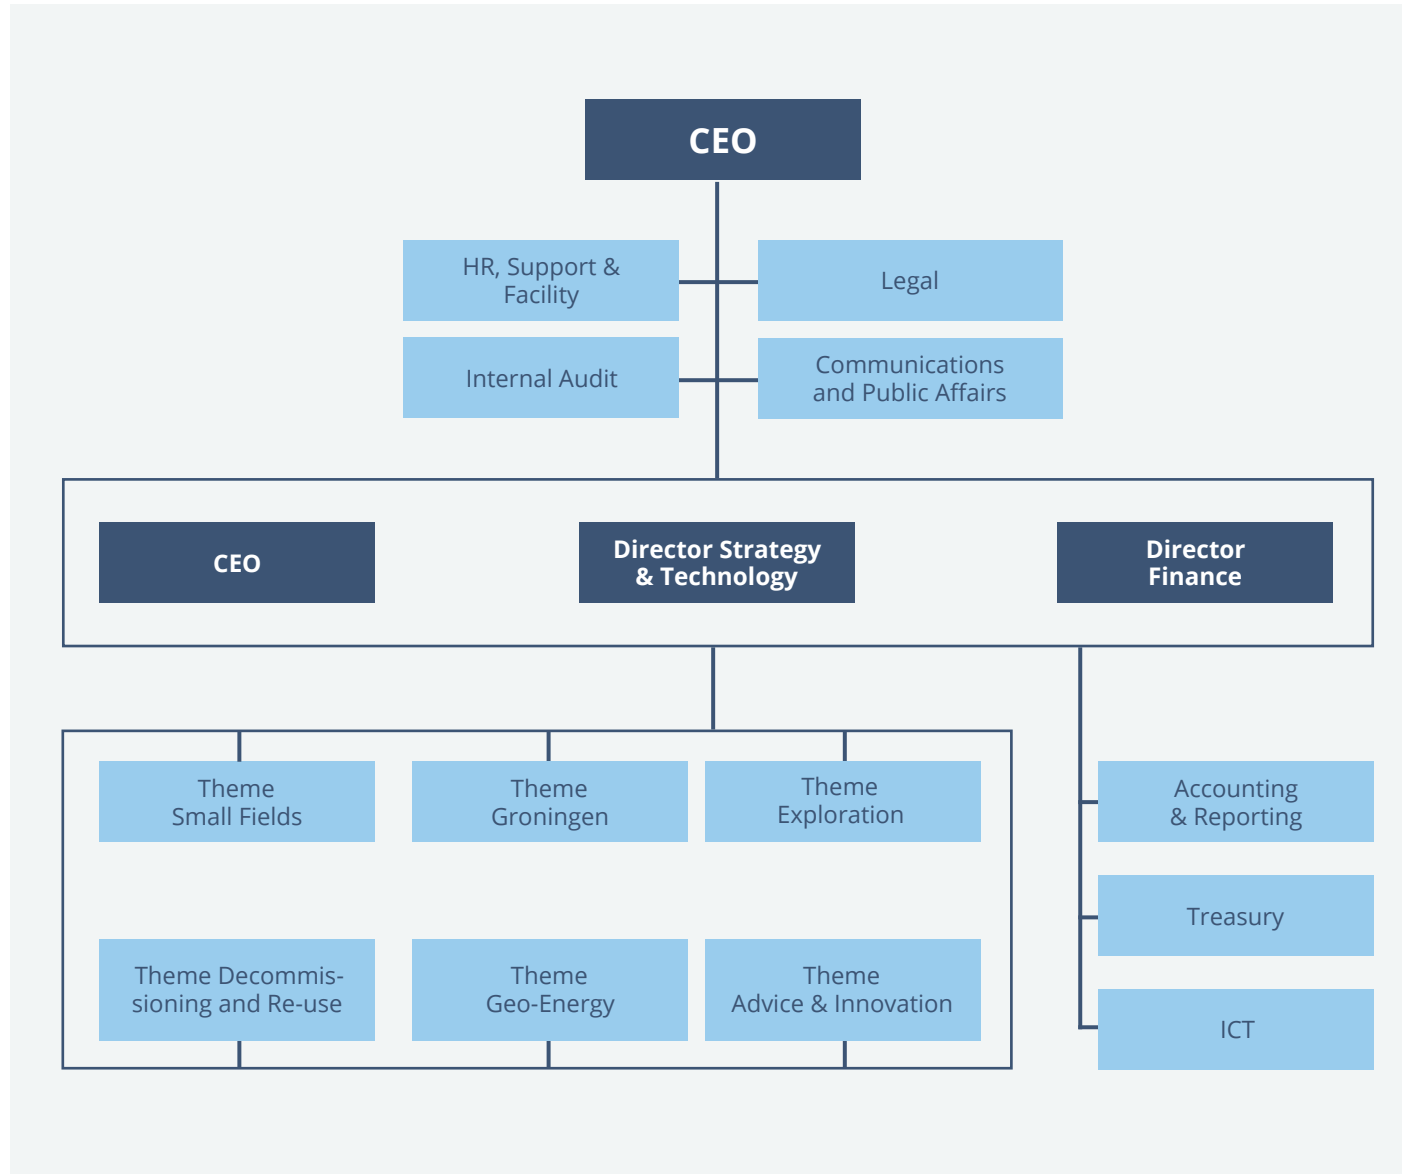 CEO
HR, Support &
Facility
Legal
Internal Audit
Communications
and Public Affairs
CEO
Director Strategy
& Technology
Director
Finance
Theme
Small Fields
Theme
Groningen
Theme
Exploration
Accounting
& Reporting
Treasury
Theme Decommis-
sioning and Re-use
Theme
Geo-Energy
Theme
Advice & Innovation
ICT